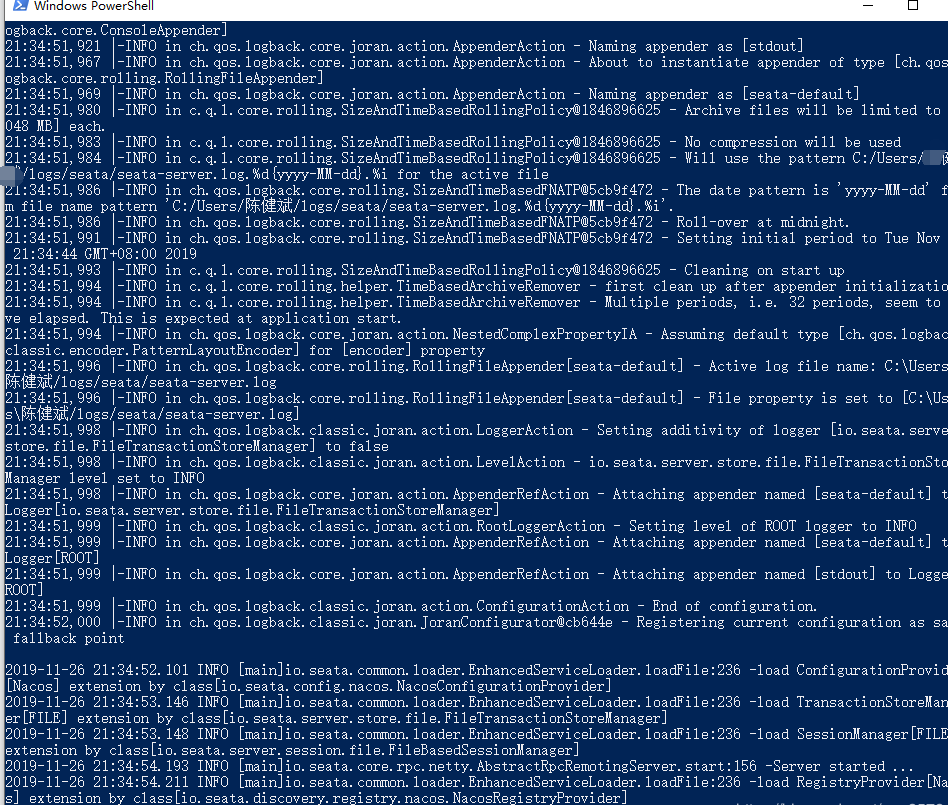 Windows PowerShell
ogback.core.ConsoleAppender]
21:34:51,921 |-INFO in ch.qos.logback.core.joran.action.AppenderAction - Naming appender as [stdout]
21:34:51,967 |-INFO in ch.qos.logback.core.joran.action.AppenderAction - About to instantiate appender of type [ch.qos
ogback.core.rolling.RollingFileAppender]
21:34:51,969 |-INFO in ch.qos.logback.core.joran.action.AppenderAction - Naming appender as [seata-default]
21:34:51,980 |-INFO in c.q.l.core.rolling.SizeAndTimeBasedRollingPolicy@1846896625 - Archive files will be limited to
048 MB] each.
21:34:51,983 |-INFO in c.q.l.core.rolling.SizeAndTimeBasedRollingPolicy@1846896625 - No compression will be used
21:34:51,984 |-INFO in c.q.l.core.rolling.SizeAndTimeBasedRollingPolicy@1846896625 - Will use the pattern C:/Users/
/logs/seata/seata-server.log.%d{yyyy-MM-dd}.%i for the active file
21:34:51,986 |-INFO in ch.qos.logback.core.rolling.SizeAndTimeBasedFNATP@5cb9f472 - The date pattern is 'yyyy-MM-dd' f
m file name pattern 'C:/Users/陈健斌/logs/seata/seata-server.log.%d{yyyy-MM-dd}.%i'.
21:34:51,986 |-INFO in ch.qos.logback.core.rolling.SizeAndTimeBasedFNATP@5cb9f472 - Roll-over at midnight.
21:34:51,991 |-INFO in ch.qos.logback.core.rolling.SizeAndTimeBasedFNATP@5cb9f472 - Setting initial period to Tue Nov
21:34:44 GMT+08:00 2019
21:34:51,993 |-INFO in c.q.l.core.rolling.SizeAndTimeBasedRollingPolicy@1846896625 - Cleaning on start up
21:34:51,994 |-INFO in c.q.l.core.rolling.helper.TimeBasedArchiveRemover - first clean up after appender initializatio
21:34:51,994 |-INFO in c.q.l.core.rolling.helper.TimeBasedArchiveRemover - Multiple periods, i.e. 32 periods, seem to
ve elapsed. This is expected at application start.
21:34:51,994 |-INFO in ch.qos.logback.core.joran.action.NestedComplexPropertyIA - Assuming default type [ch.qos.logbac
classic.encoder.PatternLayoutEncoder] for [encoder] property
21:34:51,996 |-INFO in ch.qos.logback.core.rolling.RollingFileAppender[seata-default] - Active log file name: C:\Users
陈健斌/logs/seata/seata-server.log
21:34:51,996 |-INFO in ch.qos.logback.core.rolling.RollingFileAppender[seata-default] - File property is set to [C:\Us
s\陈健斌/logs/seata/seata-server.log]
21:34:51,998 |-INFO in ch.qos.logback.classic.joran.action.LoggerAction - Setting additivity of logger [io.seata.serve
store.file.FileTransactionStoreManager] to false
21:34:51,998 |-INFO in ch.qos.logback.classic.joran.action.LevelAction - io.seata.server.store.file.FileTransactionSto
Manager level set to INFO
21:34:51,998 |-INFO in ch.qos.logback.core.joran.action.AppenderRefAction - Attaching appender named [seata-default] t
Logger[io.seata.server.store.file.FileTransactionStoreManager]
21:34:51,999 |-INFO in ch.qos.logback.classic.joran.action.RootLoggerAction - Setting level of ROOT logger to INFO
21:34:51,999 |-INFO in ch.qos.logback.core.joran.action.AppenderRefAction - Attaching appender named [seata-default] t
Logger[ROOT]
21:34:51,999 |-INFO in ch.qos.logback.core.joran.action.AppenderRefAction - Attaching appender named [stdout] to Logge
ROOT]
21:34:51,999 |-INFO in ch.qos.logback.classic.joran.action.ConfigurationAction - End of configuration.
21:34:52,000 |-INFO in ch.qos.logback.classic.joran.JoranConfigurator@cb644e - Registering current configuration as sa
fallback point
2019-11-26 21:34:52.101 INFO [main]io.seata.common.loader.EnhancedServiceLoader.loadFile:236 -load ConfigurationProvid
[Nacos] extension by class[io.seata.config.nacos.NacosConfigurationProvider]
2019-11-26 21:34:53.146 INFO [main]io.seata.common.loader.EnhancedServiceLoader.loadFile:236 -load TransactionStoreMan
er[FILE] extension by class[io.seata.server.store.file.FileTransactionStoreManager]
2019-11-26 21:34:53.148 INFO [main]io.seata.common.loader.EnhancedServiceLoader.loadFile:236 -load SessionManager[FILE
extension by class[io.seata.server.session.file.FileBasedSessionManager]
2019-11-26 21:34:54.193 INFO [main]io.seata.core.rpc.netty.AbstractRpcRemotingServer.start:156 -Server started ...
2019-11-26 21:34:54.211 INFO [main]io.seata.common.loader.EnhancedServiceLoader.loadFile:236 -load RegistryProvider[Na
s] extension by class[io.seata.discovery.registry.nacos.NacosRegistryProvider]